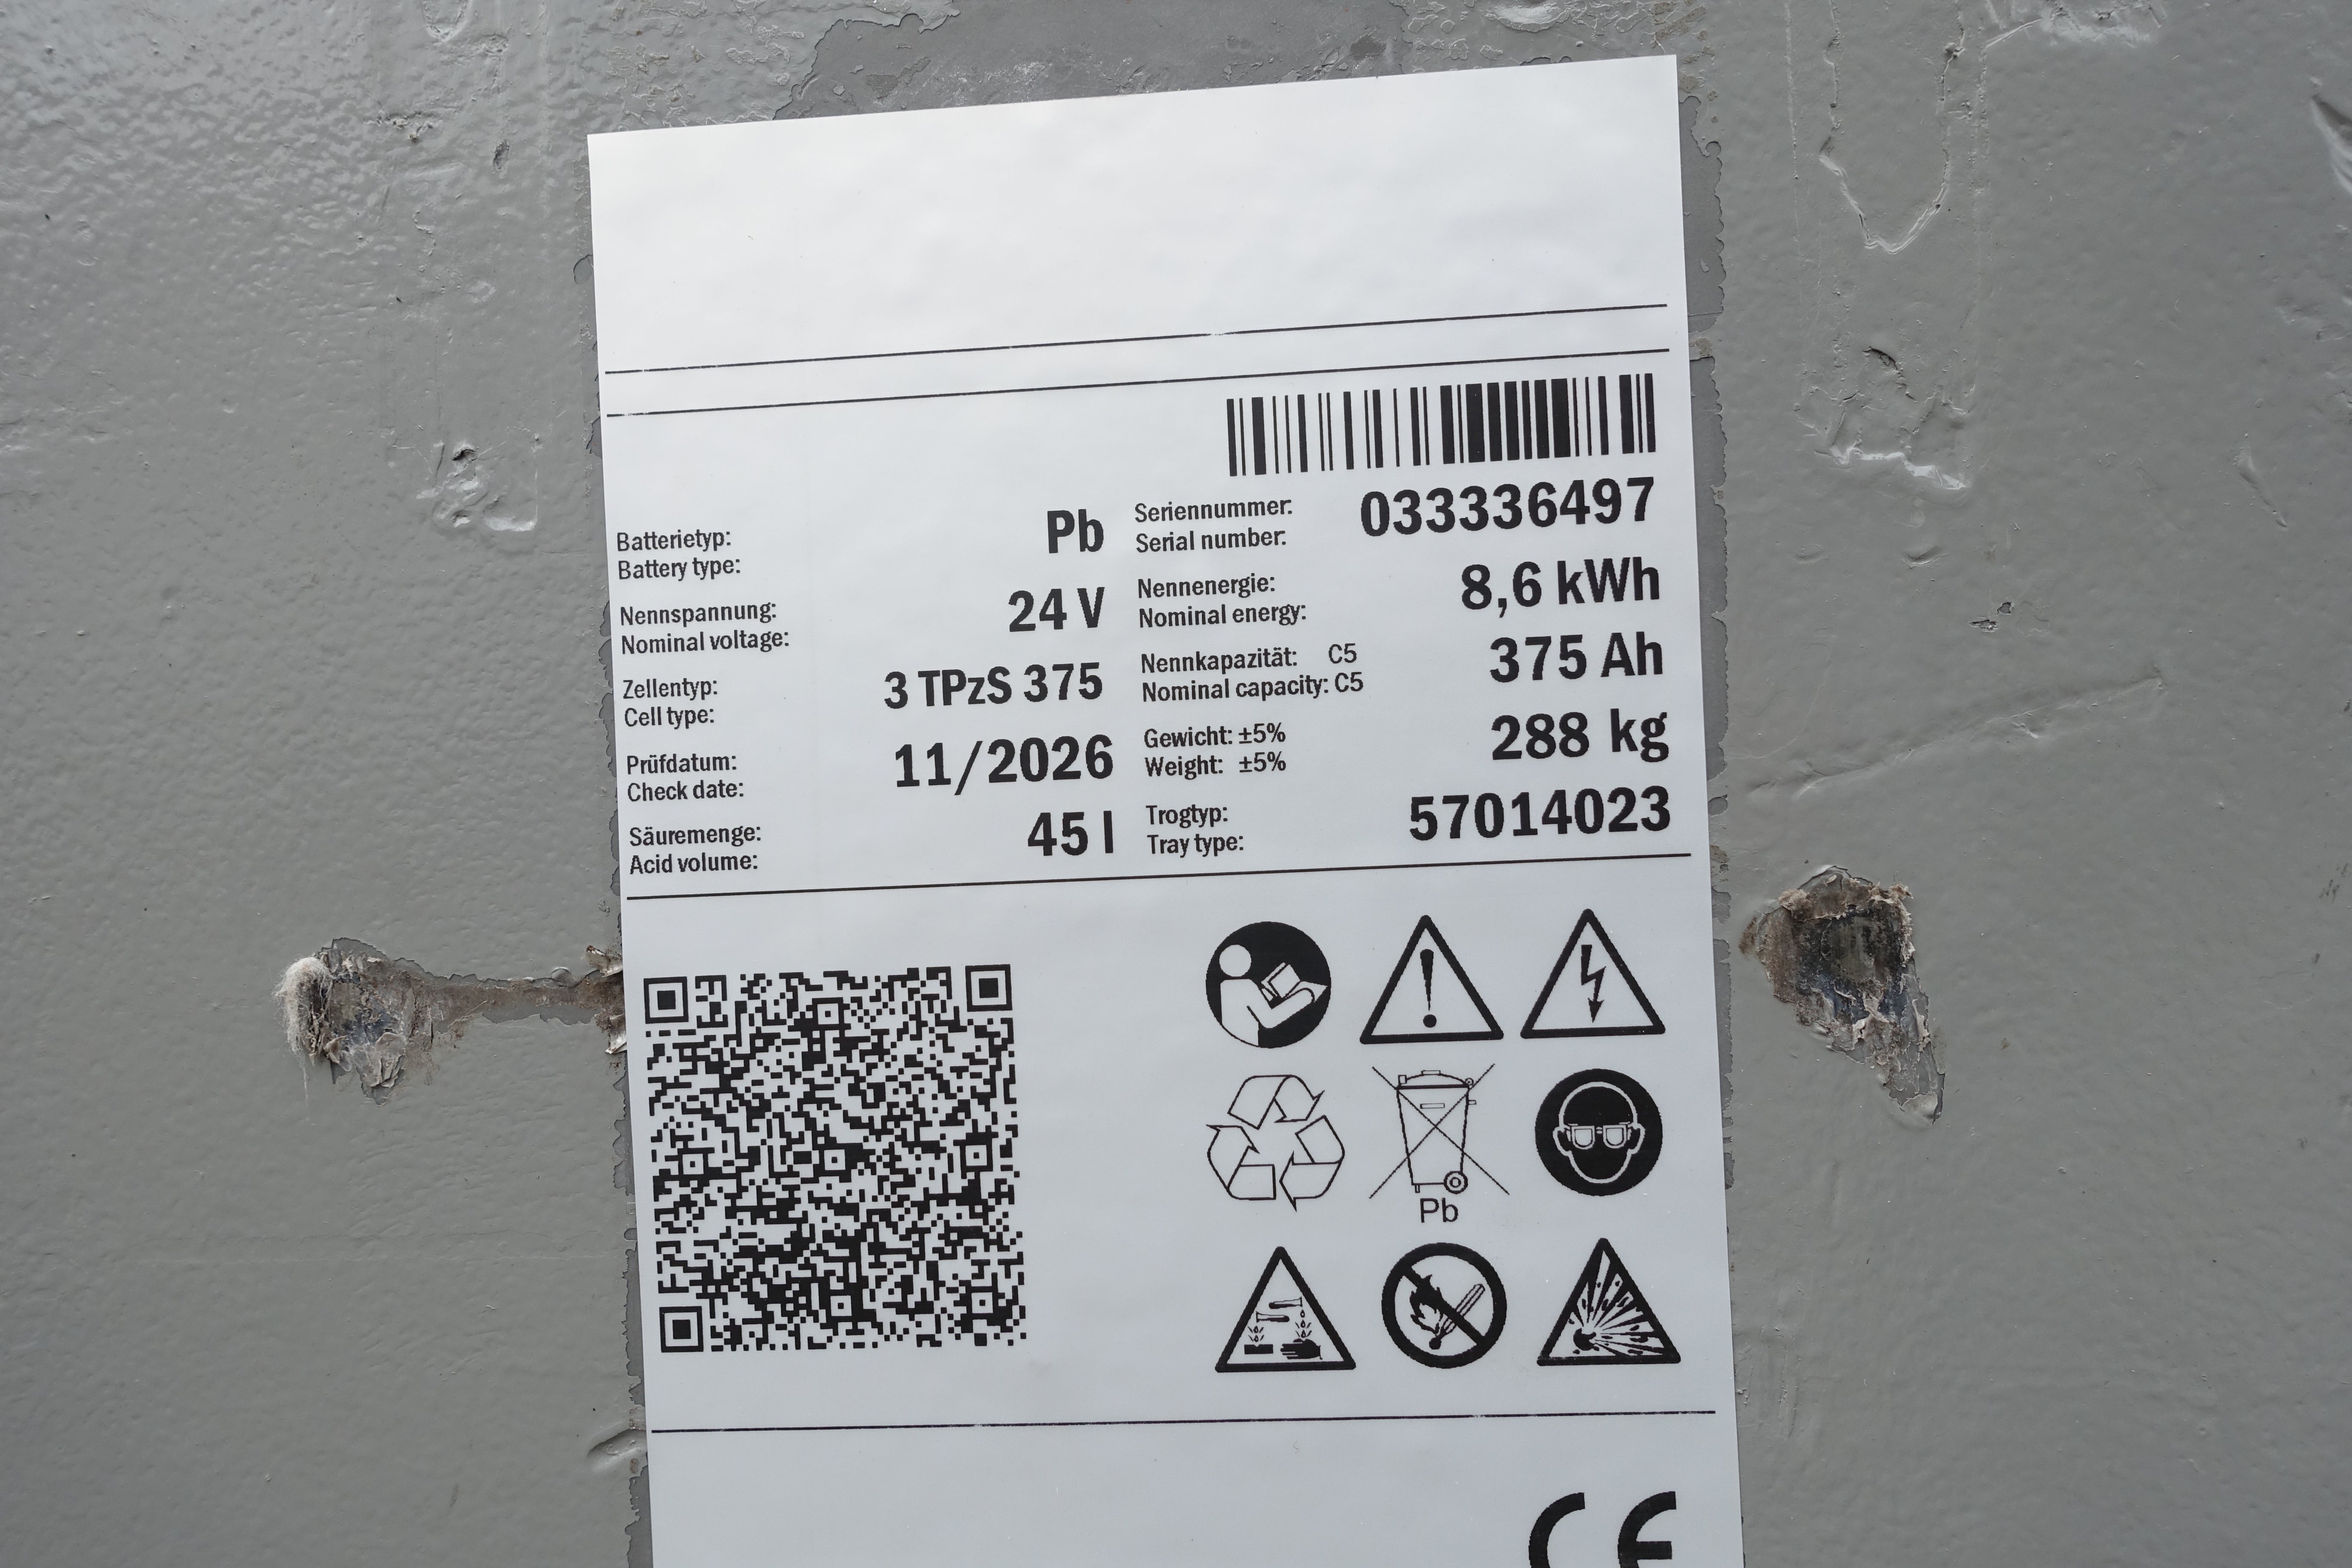 Batterietyp:
Battery type:
Pb
Seriennummer:
Serial number:
033336497
Nennspannung:
Nominal voltage:
24 V
Nennenergie:
Nominal energy:
8,6 kWh
Zellentyp:
Cell type:
3 TPzS 375
Nennkapazität: C5
Nominal capacity: C5
375 Ah
Prüfdatum:
Check date:
11/2026
Gewicht: ±5%
Weight: ±5%
288 kg
Säuremenge:
Acid volume:
45 l
Trogtyp:
Tray type:
57014023
Pb
CE